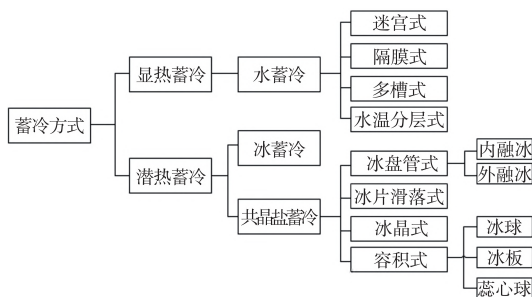 蓄冷方式
显热蓄冷
水蓄冷
迷宫式
隔膜式
多槽式
水温分层式
潜热蓄冷
冰蓄冷
共晶盐蓄冷
冰盘管式
内融冰
外融冰
冰片滑落式
冰晶式
容积式
冰球
冰板
蕊心球